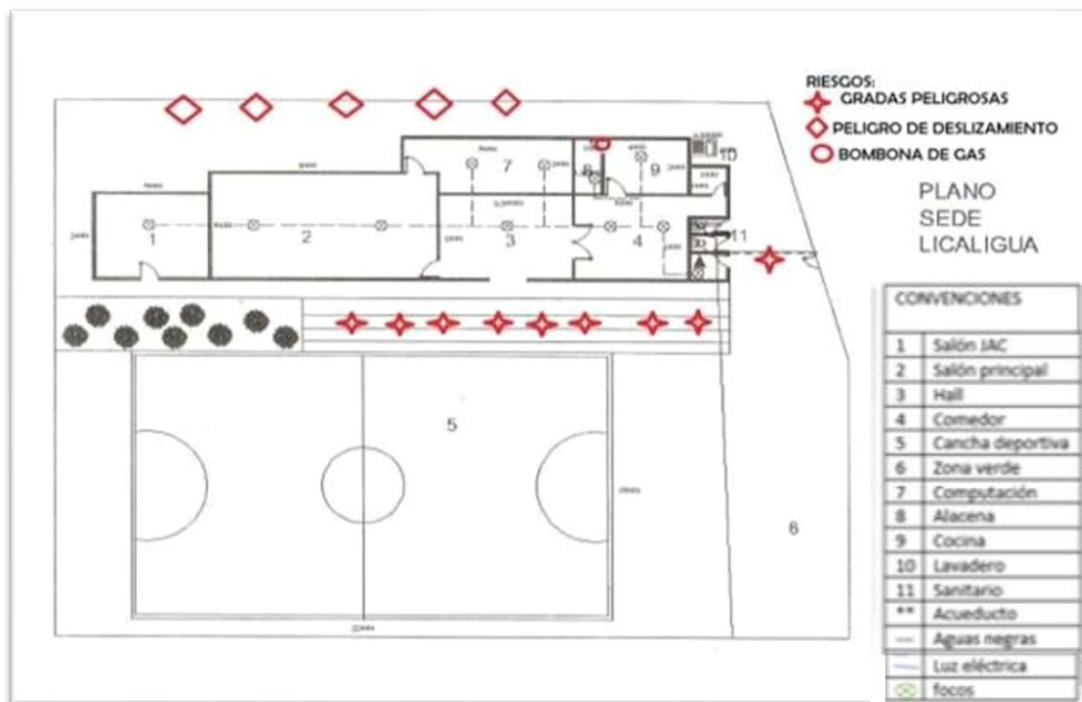 RIESGOS:
GRADAS PELIGROSAS
PELIGRO DE DESLIZAMIENTO
BOMBONA DE GAS
PLANO
SEDE
LICALIGUA
1
2
3
4
5
6
7
8
9
10
11
CONVENCIONES
1 Salón JAC
2 Salón principal
3 Hall
4 Comedor
5 Cancha deportiva
6 Zona verde
7 Computación
8 Alacena
9 Cocina
10 Lavadero
11 Sanitario
** Acueducto
— Aguas negras
— Luz eléctrica
focos